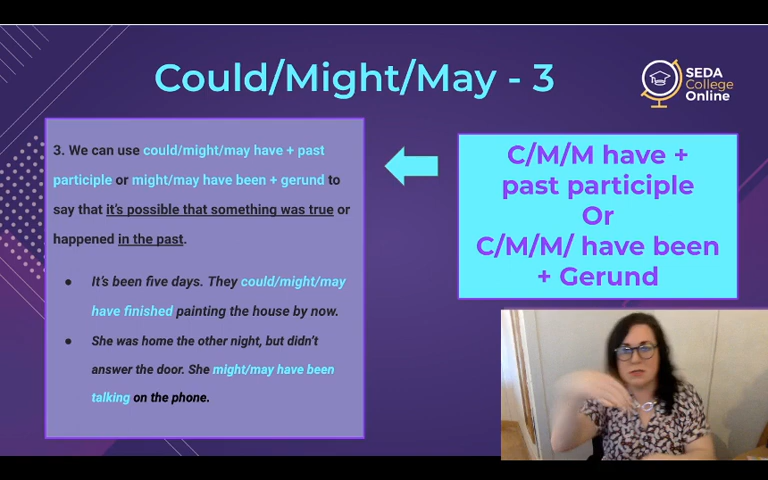 Could/Might/May - 3
SEDA
College
Online
3. We can use could/might/may have + past
participle or might/may have been + gerund to
say that it's possible that something was true or
happened in the past.
● It's been five days. They could/might/may
have finished painting the house by now.
● She was home the other night, but didn't
answer the door. She might/may have been
talking on the phone.
C/M/M have +
past participle
Or
C/M/M/ have been
+ Gerund